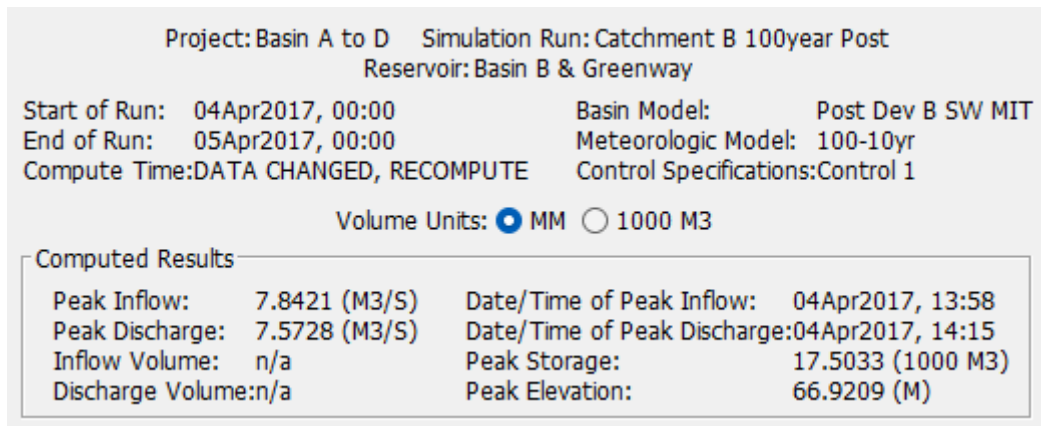 Project: Basin A to D Simulation Run: Catchment B 100year Post
Reservoir: Basin B & Greenway
Start of Run: 04Apr2017, 00:00 Basin Model: Post Dev B SW MIT
End of Run: 05Apr2017, 00:00 Meteorologic Model: 100-10yr
Compute Time:DATA CHANGED, RECOMPUTE Control Specifications:Control 1
Volume Units: MM 1000 M3
Computed Results
Peak Inflow: 7.8421 (M3/S) Date/Time of Peak Inflow: 04Apr2017, 13:58
Peak Discharge: 7.5728 (M3/S) Date/Time of Peak Discharge:04Apr2017, 14:15
Inflow Volume: n/a Peak Storage: 17.5033 (1000 M3)
Discharge Volume:n/a Peak Elevation: 66.9209 (M)